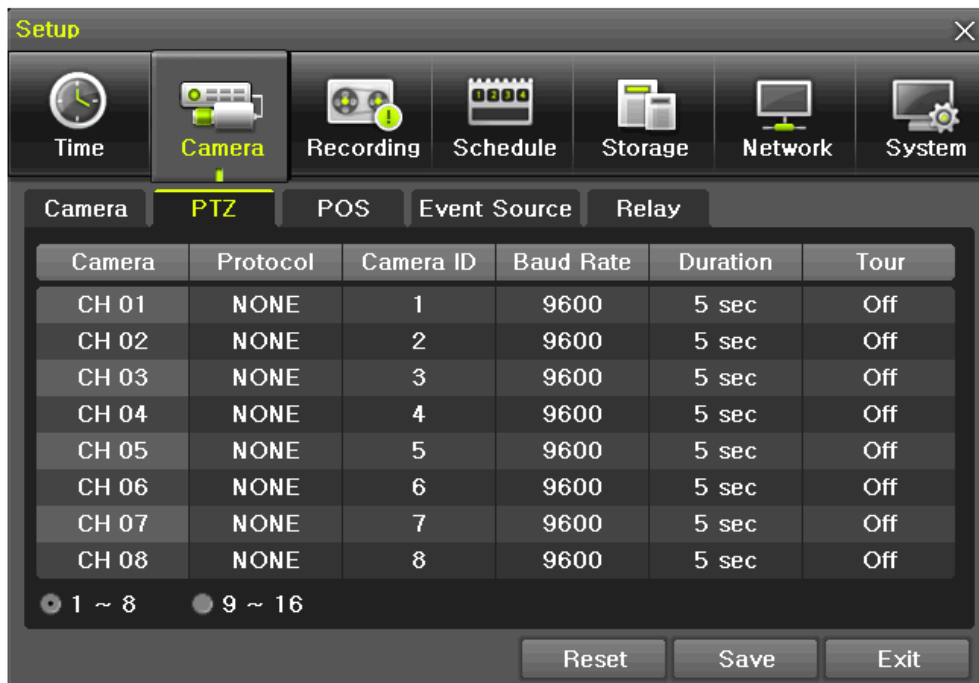 Setup
Time Camera Recording Schedule Storage Network System
Camera PTZ POS Event Source Relay
Camera Protocol Camera ID Baud Rate Duration Tour
CH 01 NONE 1 9600 5 sec Off
CH 02 NONE 2 9600 5 sec Off
CH 03 NONE 3 9600 5 sec Off
CH 04 NONE 4 9600 5 sec Off
CH 05 NONE 5 9600 5 sec Off
CH 06 NONE 6 9600 5 sec Off
CH 07 NONE 7 9600 5 sec Off
CH 08 NONE 8 9600 5 sec Off
1 ~ 8 9 ~ 16
Reset Save Exit